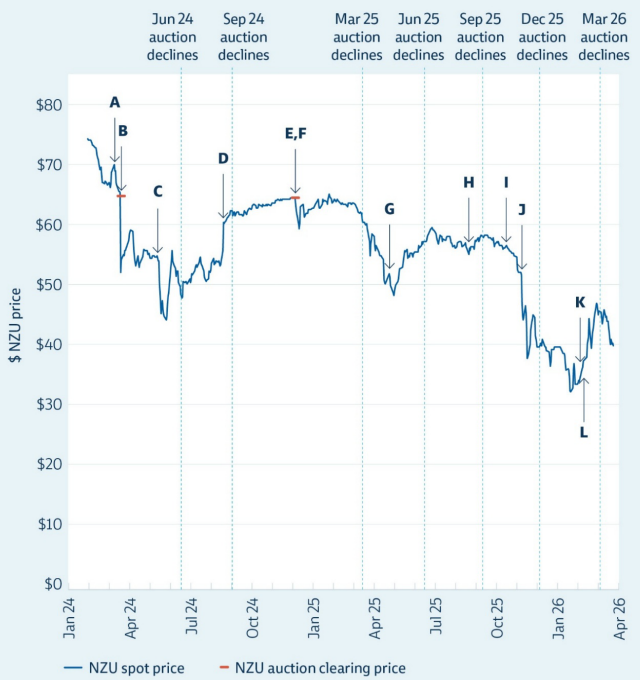 Jun 24 auction declines
Sep 24 auction declines
Mar 25 auction declines
Jun 25 auction declines
Sep 25 auction declines
Dec 25 auction declines
Mar 26 auction declines
$ NZU price
$80
$70
$60
$50
$40
$30
$20
$10
$0
A
B
C
D
E,F
G
H
I
J
K
L
Jan 24
Apr 24
Jul 24
Oct 24
Jan 25
Apr 25
Jul 25
Oct 25
Jan 26
Apr 26
NZU spot price
NZU auction clearing price